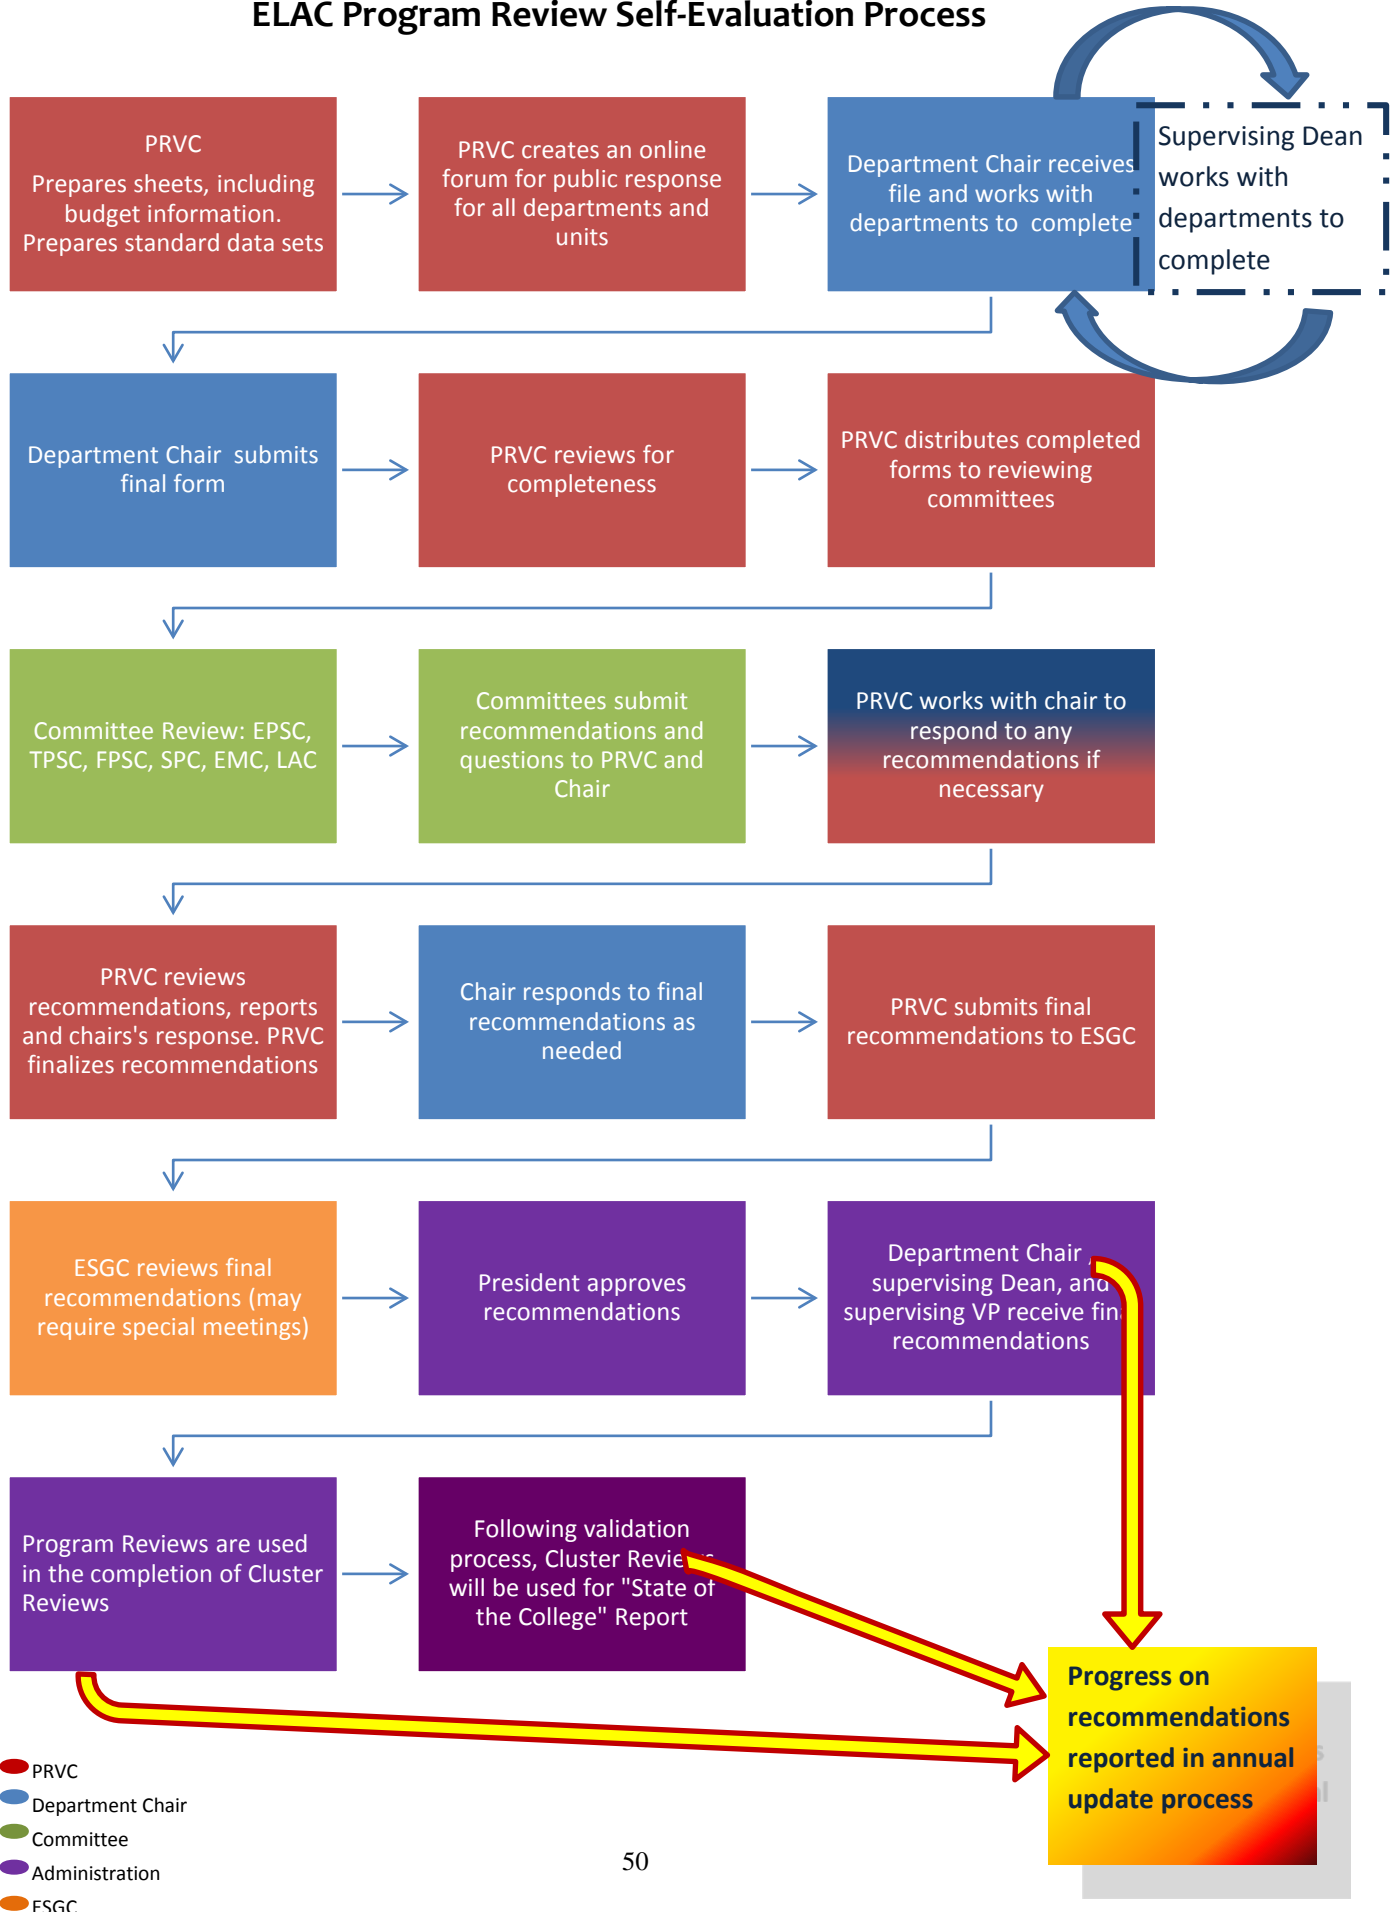 ELAC Program Review Self-Evaluation Process
PRVC
Prepares sheets, including
budget information.
Prepares standard data sets
PRVC creates an online
forum for public response
for all departments and
units
Department Chair receives
file and works with
departments to complete
Supervising Dean
works with
departments to
complete
Department Chair submits
final form
PRVC reviews for
completeness
PRVC distributes completed
forms to reviewing
committees
Committee Review: EPSC,
TPSC, FPSC, SPC, EMC, LAC
Committees submit
recommendations and
questions to PRVC and
Chair
PRVC works with chair to
respond to any
recommendations if
necessary
PRVC reviews
recommendations, reports
and chairs's response. PRVC
finalizes recommendations
Chair responds to final
recommendations as
needed
PRVC submits final
recommendations to ESGC
ESGC reviews final
recommendations (may
require special meetings)
President approves
recommendations
Department Chair ,
supervising Dean, and
supervising VP receive final
recommendations
Program Reviews are used
in the completion of Cluster
Reviews
Following validation
process, Cluster Reviews
will be used for "State of
the College" Report
Progress on
recommendations
reported in annual
update process
PRVC
Department Chair
Committee
Administration
ESGC
50